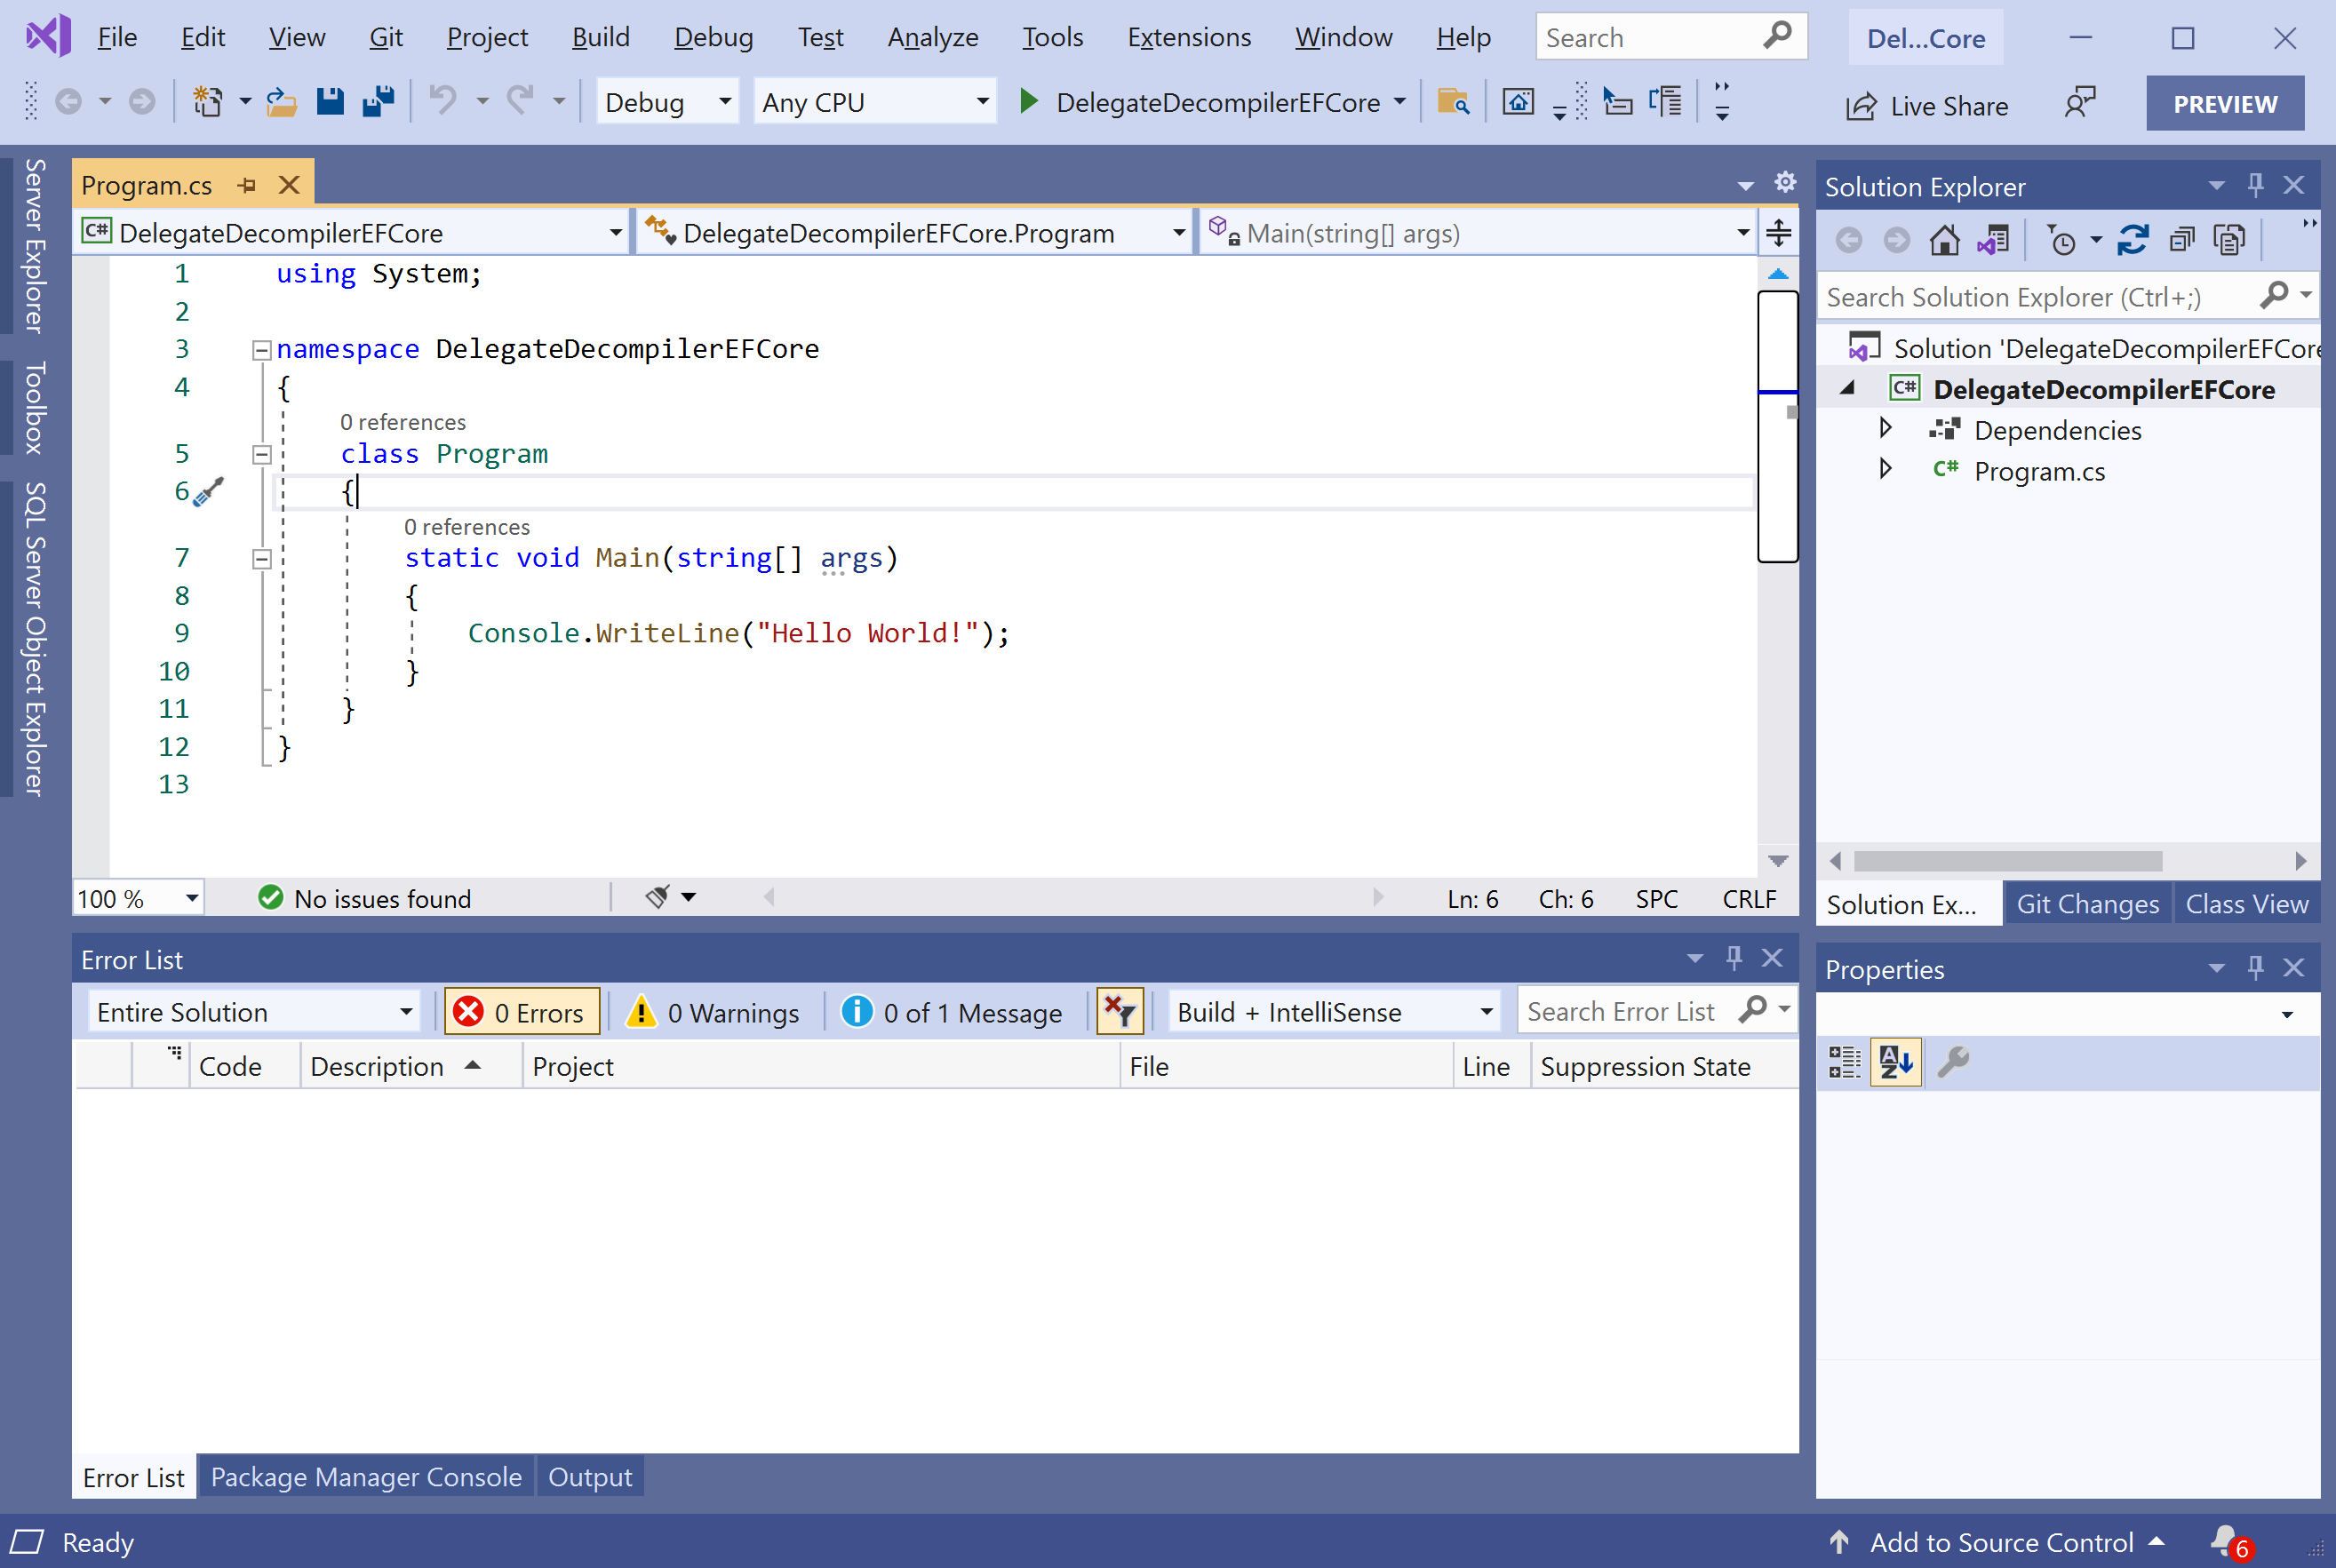 File Edit View Git Project Build Debug Test Analyze Tools Extensions Window Help Search Del...Core
Debug Any CPU DelegateDecompilerEFCore Live Share PREVIEW
Server Explorer
Toolbox
SQL Server Object Explorer
Program.cs
C# DelegateDecompilerEFCore DelegateDecompilerEFCore.Program Main(string[] args)
1 using System;
2
3 namespace DelegateDecompilerEFCore
4 {
0 references
5 class Program
6 {
0 references
7 static void Main(string[] args)
8 {
9 Console.WriteLine("Hello World!");
10 }
11 }
12 }
13
100 % No issues found Ln: 6 Ch: 6 SPC CRLF
Error List
Entire Solution 0 Errors 0 Warnings 0 of 1 Message Build + IntelliSense Search Error List
Code Description Project File Line Suppression State
Error List Package Manager Console Output
Solution Explorer
Search Solution Explorer (Ctrl+;)
Solution 'DelegateDecompilerEFCore
C# DelegateDecompilerEFCore
Dependencies
C# Program.cs
Solution Ex... Git Changes Class View
Properties
A
Z
Ready Add to Source Control 6